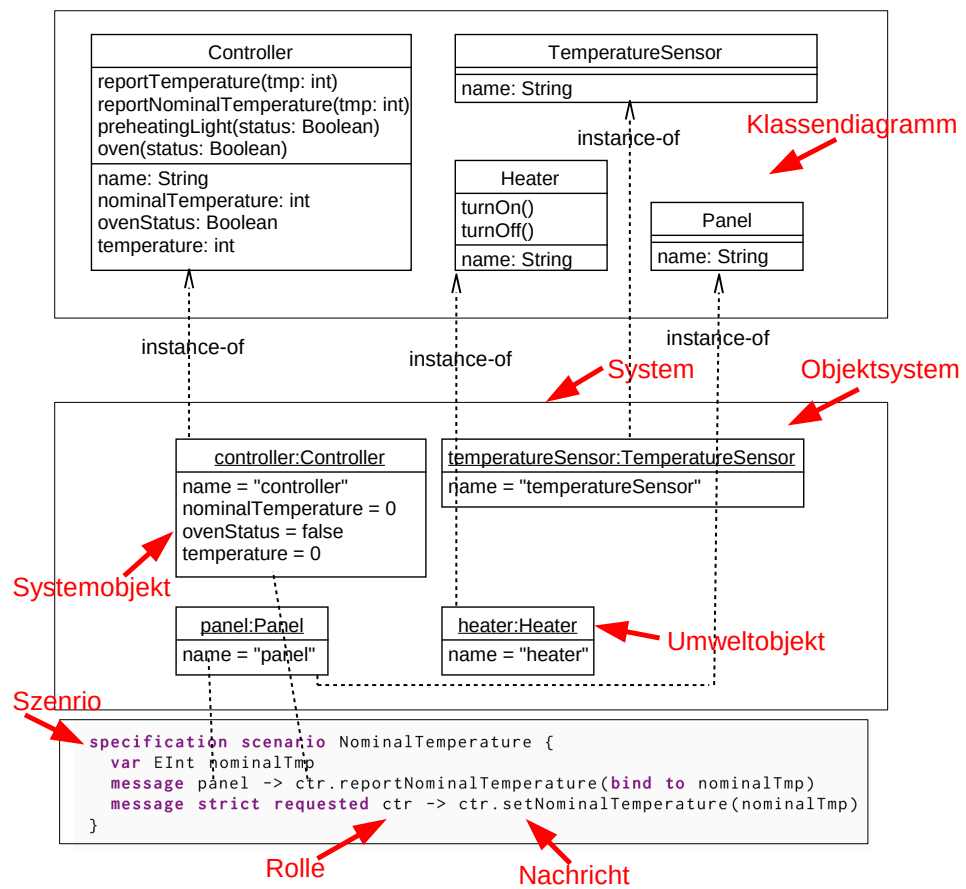 Controller
reportTemperature(tmp: int)
reportNominalTemperature(tmp: int)
preheatingLight(status: Boolean)
oven(status: Boolean)
name: String
nominalTemperature: int
ovenStatus: Boolean
temperature: int
TemperatureSensor
name: String
instance-of
Klassendiagramm
Heater
turnOn()
turnOff()
name: String
Panel
name: String
instance-of
instance-of
instance-of
System
Objektsystem
controller:Controller
name = "controller"
nominalTemperature = 0
ovenStatus = false
temperature = 0
temperatureSensor:TemperatureSensor
name = "temperatureSensor"
Systemobjekt
panel:Panel
name = "panel"
heater:Heater
name = "heater"
Umweltobjekt
Szenrio
specification scenario NominalTemperature {
var EInt nominalTmp
message panel -> ctr.reportNominalTemperature(bind to nominalTmp)
message strict requested ctr -> ctr.setNominalTemperature(nominalTmp)
}
Rolle
Nachricht